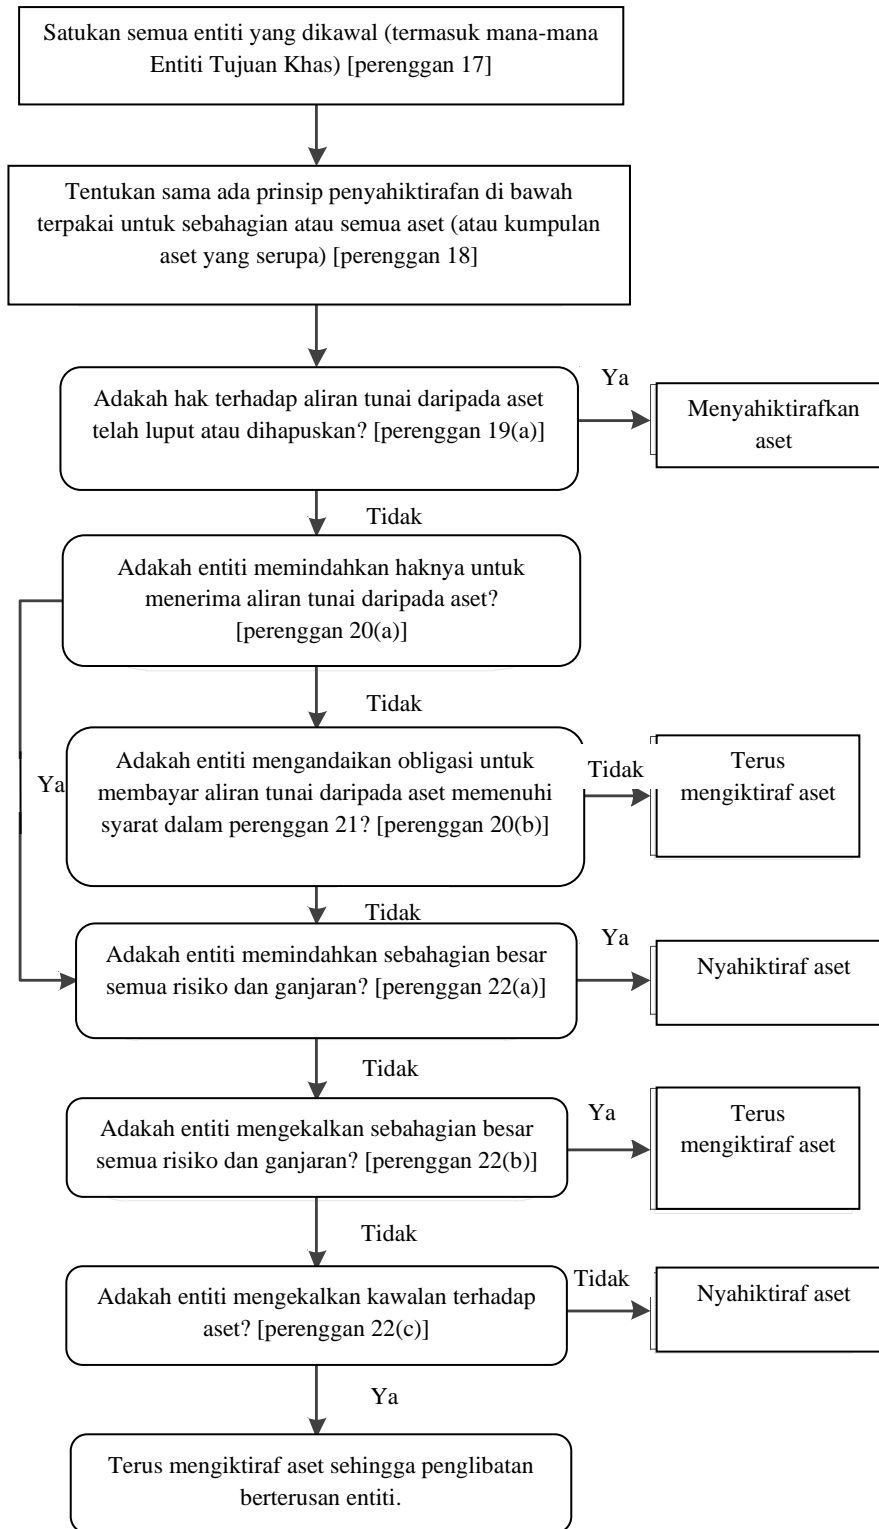 Satukan semua entiti yang dikawal (termasuk mana-mana
Entiti Tujuan Khas) [perenggan 17]
Tentukan sama ada prinsip penyahiktirafan di bawah
terpakai untuk sebahagian atau semua aset (atau kumpulan
aset yang serupa) [perenggan 18]
Adakah hak terhadap aliran tunai daripada aset
telah luput atau dihapuskan? [perenggan 19(a)]
Ya
Menyahiktirafkan
aset
Tidak
Adakah entiti memindahkan haknya untuk
menerima aliran tunai daripada aset?
[perenggan 20(a)]
Tidak
Ya
Adakah entiti mengandaikan obligasi untuk
membayar aliran tunai daripada aset memenuhi
syarat dalam perenggan 21? [perenggan 20(b)]
Tidak
Terus
mengiktiraf aset
Tidak
Adakah entiti memindahkan sebahagian besar
semua risiko dan ganjaran? [perenggan 22(a)]
Ya
Nyahiktiraf aset
Tidak
Adakah entiti mengekalkan sebahagian besar
semua risiko dan ganjaran? [perenggan 22(b)]
Ya
Terus
mengiktiraf aset
Tidak
Adakah entiti mengekalkan kawalan terhadap
aset? [perenggan 22(c)]
Tidak
Nyahiktiraf aset
Ya
Terus mengiktiraf aset sehingga penglibatan
berterusan entiti.